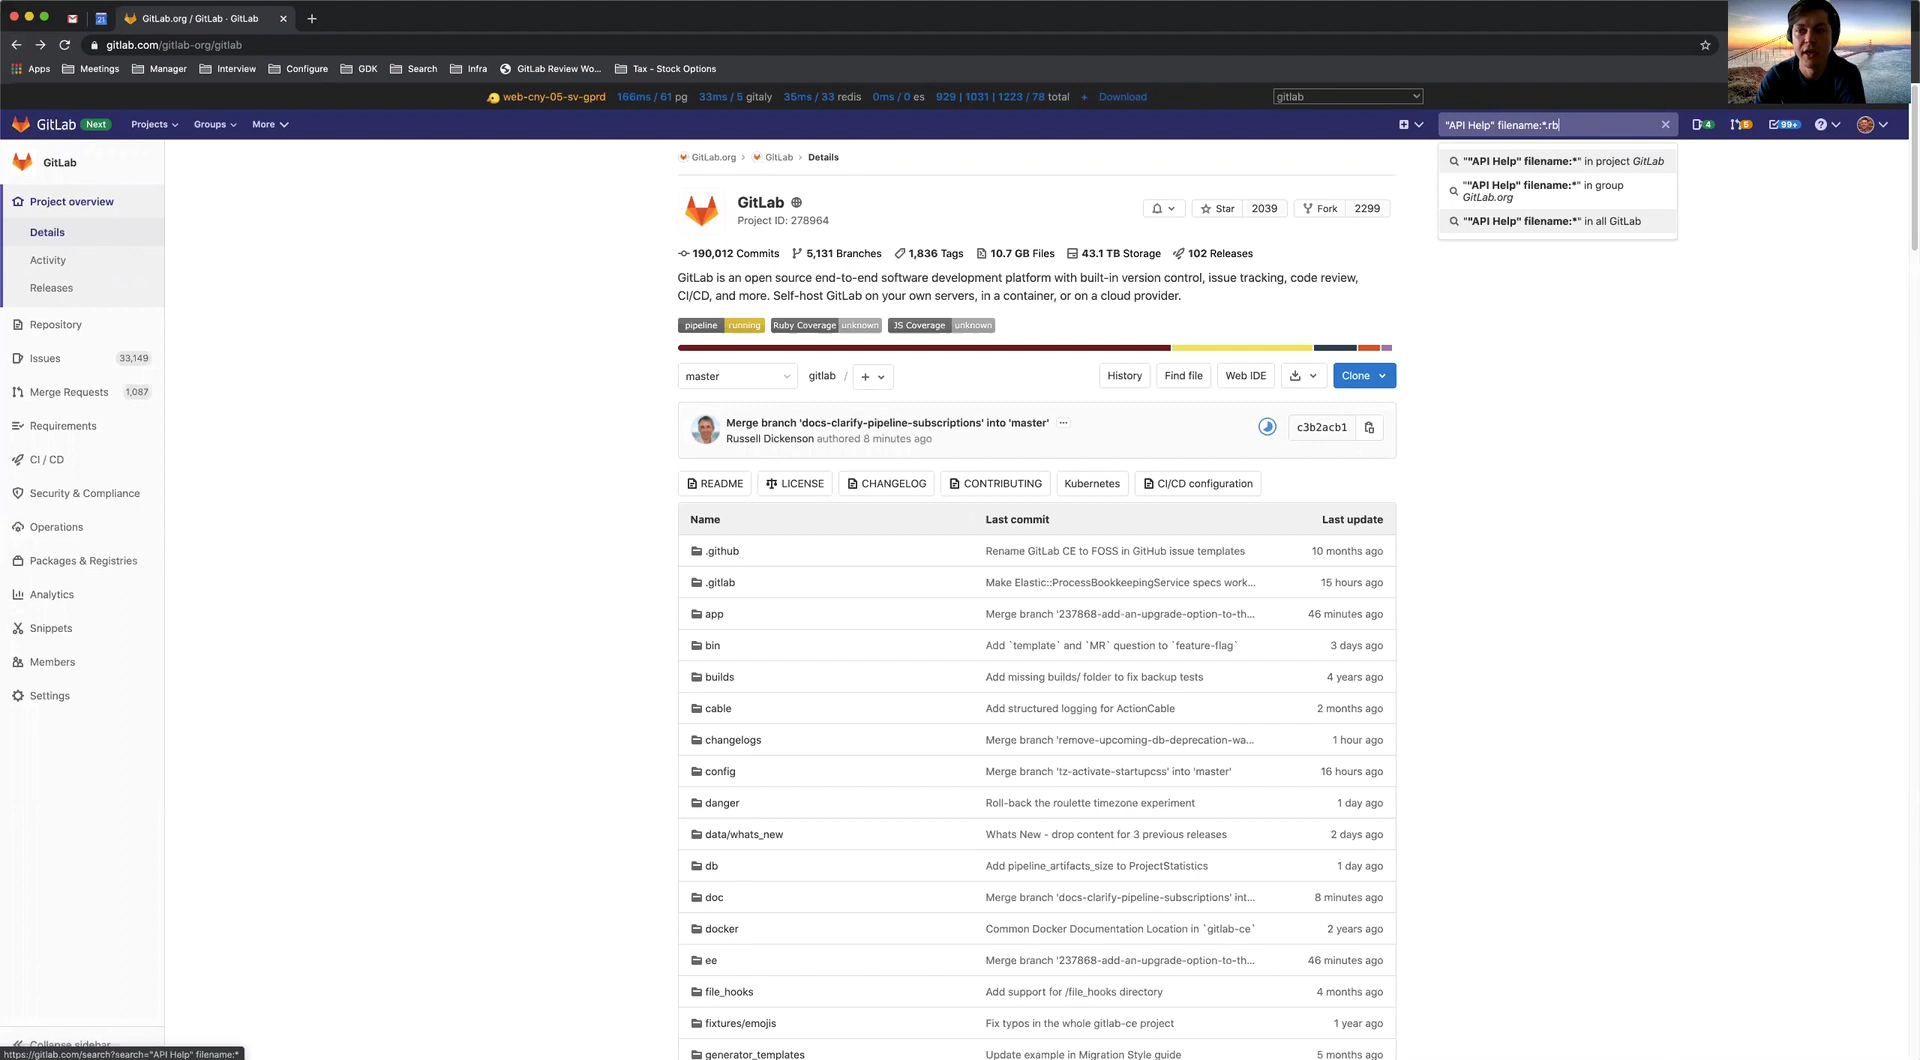 21
GitLab.org / GitLab · GitLab
gitlab.com/gitlab-org/gitlab
Apps
Meetings
Manager
Interview
Configure
GDK
Search
Infra
GitLab Review Wo...
Tax - Stock Options
web-cny-05-sv-gprd
166ms / 61 pg
33ms / 5 gitaly
35ms / 33 redis
0ms / 0 es
929 | 1031 | 1223 / 78 total
+
Download
gitlab
GitLab
Next
Projects
Groups
More
"API Help" filename:*.rb
4
5
99+
""API Help" filename:*" in project GitLab
""API Help" filename:*" in group
GitLab.org
""API Help" filename:*" in all GitLab
GitLab
Project overview
Details
Activity
Releases
Repository
Issues 33,149
Merge Requests 1,087
Requirements
CI / CD
Security & Compliance
Operations
Packages & Registries
Analytics
Snippets
Members
Settings
Collapse sidebar
https://gitlab.com/search?search="API Help" filename:*
GitLab.org > GitLab > Details
GitLab
Project ID: 278964
Star 2039
Fork 2299
190,012 Commits 5,131 Branches 1,836 Tags 10.7 GB Files 43.1 TB Storage 102 Releases
GitLab is an open source end-to-end software development platform with built-in version control, issue tracking, code review,
CI/CD, and more. Self-host GitLab on your own servers, in a container, or on a cloud provider.
pipeline running Ruby Coverage unknown JS Coverage unknown
master
gitlab / +
History
Find file
Web IDE
Clone
Merge branch 'docs-clarify-pipeline-subscriptions' into 'master' ...
Russell Dickenson authored 8 minutes ago
c3b2acb1
README
LICENSE
CHANGELOG
CONTRIBUTING
Kubernetes
CI/CD configuration
Name Last commit Last update
.github Rename GitLab CE to FOSS in GitHub issue templates 10 months ago
.gitlab Make Elastic::ProcessBookkeepingService specs work... 15 hours ago
app Merge branch '237868-add-an-upgrade-option-to-th... 46 minutes ago
bin Add `template` and `MR` question to `feature-flag` 3 days ago
builds Add missing builds/ folder to fix backup tests 4 years ago
cable Add structured logging for ActionCable 2 months ago
changelogs Merge branch 'remove-upcoming-db-deprecation-wa... 1 hour ago
config Merge branch 'tz-activate-startupcss' into 'master' 16 hours ago
danger Roll-back the roulette timezone experiment 1 day ago
data/whats_new Whats New - drop content for 3 previous releases 2 days ago
db Add pipeline_artifacts_size to ProjectStatistics 1 day ago
doc Merge branch 'docs-clarify-pipeline-subscriptions' int... 8 minutes ago
docker Common Docker Documentation Location in `gitlab-ce` 2 years ago
ee Merge branch '237868-add-an-upgrade-option-to-th... 46 minutes ago
file_hooks Add support for /file_hooks directory 4 months ago
fixtures/emojis Fix typos in the whole gitlab-ce project 1 year ago
generator_templates Update example in Migration Style guide 5 months ago